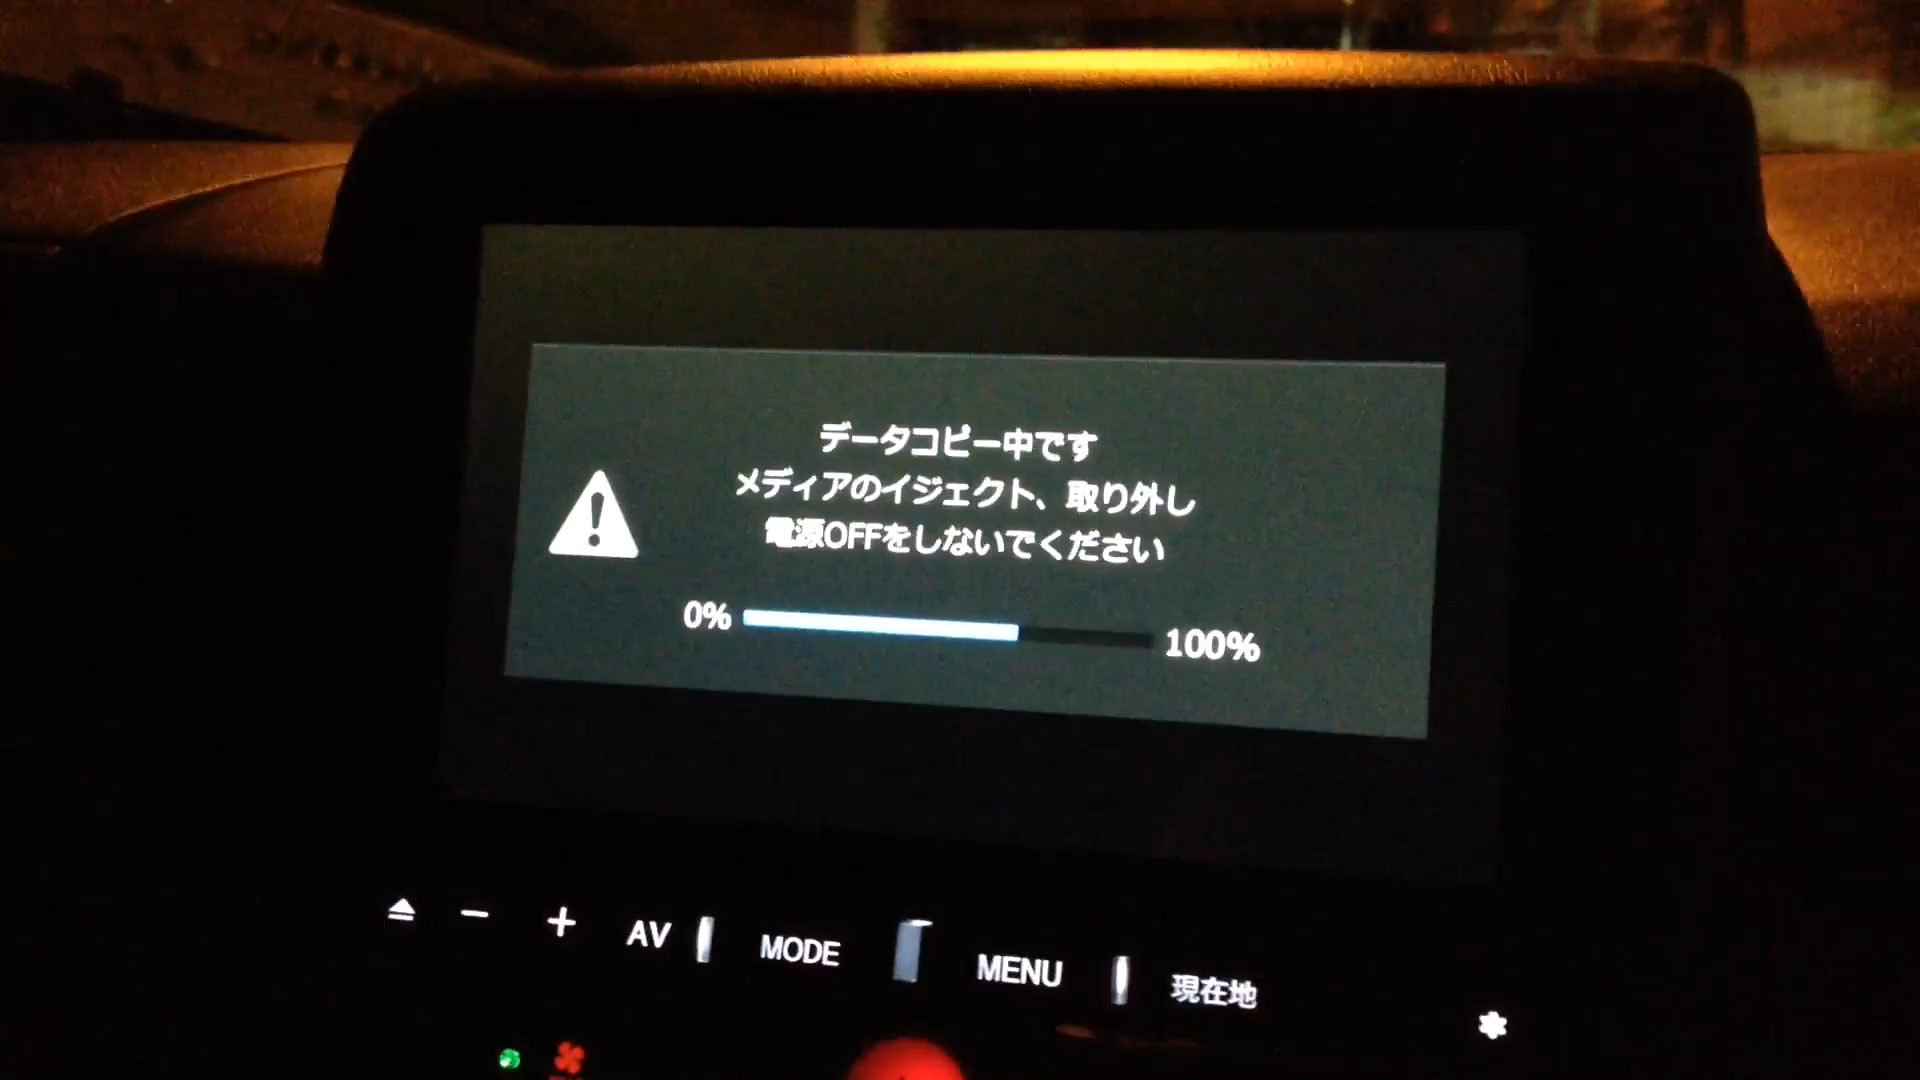 データコピー中です
メディアのイジェクト、取り外し
電源OFFをしないでください
0% 100%
AV MODE MENU 現在地